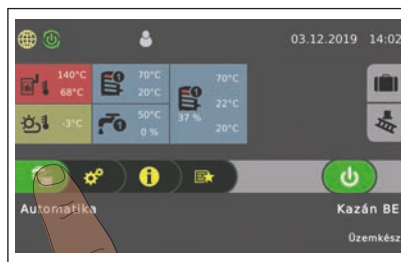 03.12.2019 14:02
140°C
68°C
70°C
20°C
70°C
22°C
20°C
37 %
-3°C
50°C
0 %
Automatika
Kazán BE
Üzemkész